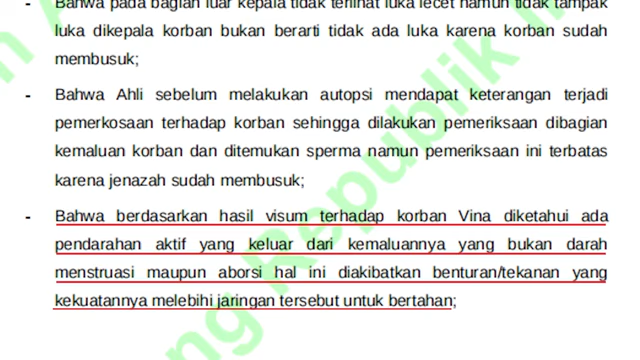 - Bahwa pada bagian luar kepala tidak terlihat luka lecet namun tidak tampak
luka dikepala korban bukan berarti tidak ada luka karena korban sudah
membusuk;
- Bahwa Ahli sebelum melakukan autopsi mendapat keterangan terjadi
pemerkosaan terhadap korban sehingga dilakukan pemeriksaan dibagian
kemaluan korban dan ditemukan sperma namun pemeriksaan ini terbatas
karena jenazah sudah membusuk;
- Bahwa berdasarkan hasil visum terhadap korban Vina diketahui ada
pendarahan aktif yang keluar dari kemaluannya yang bukan darah
menstruasi maupun aborsi hal ini diakibatkan benturan/tekanan yang
kekuatannya melebihi jaringan tersebut untuk bertahan;
ng Republik